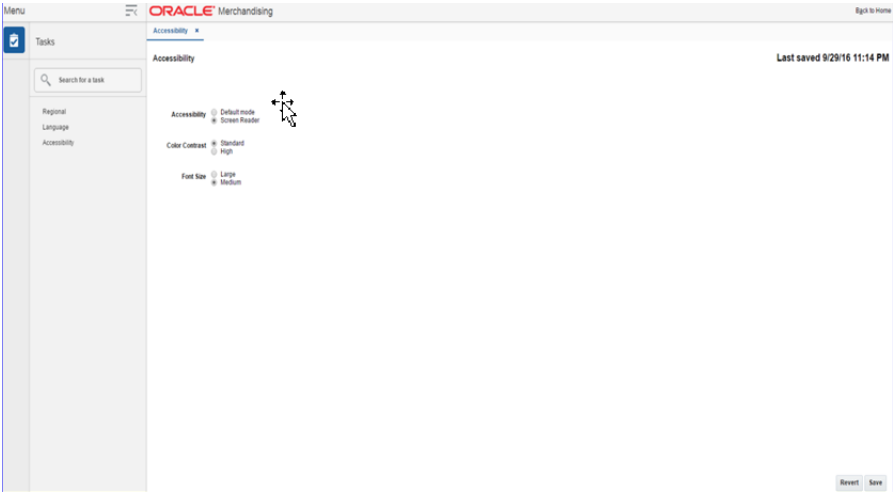 Menu
ORACLE® Merchandising
Back to Home
Tasks
Search for a task
Regional
Language
Accessibility
Accessibility ×
Accessibility
Last saved 9/29/16 11:14 PM
Accessibility Default mode
Screen Reader
Color Contrast Standard
High
Font Size Large
Medium
Revert Save